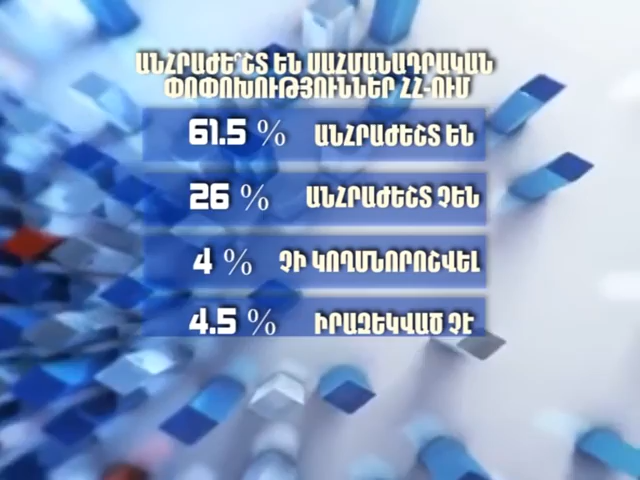 ԱՆՀՐԱԺԵ՞ՇՏ ԵՆ ՍԱՀՄԱՆԱԴՐԱԿԱՆ
ՓՈՓՈԽՈՒԹՅՈՒՆՆԵՐ ՀՀ-ՈՒՄ
61.5 % ԱՆՀՐԱԺԵՇՏ ԵՆ
26 % ԱՆՀՐԱԺԵՇՏ ՉԵՆ
4 % ՉԻ ԿՈՂՄՆՈՐՈՇՎԵԼ
4.5 % ԻՐԱԶԵԿՎԱԾ ՉԷ